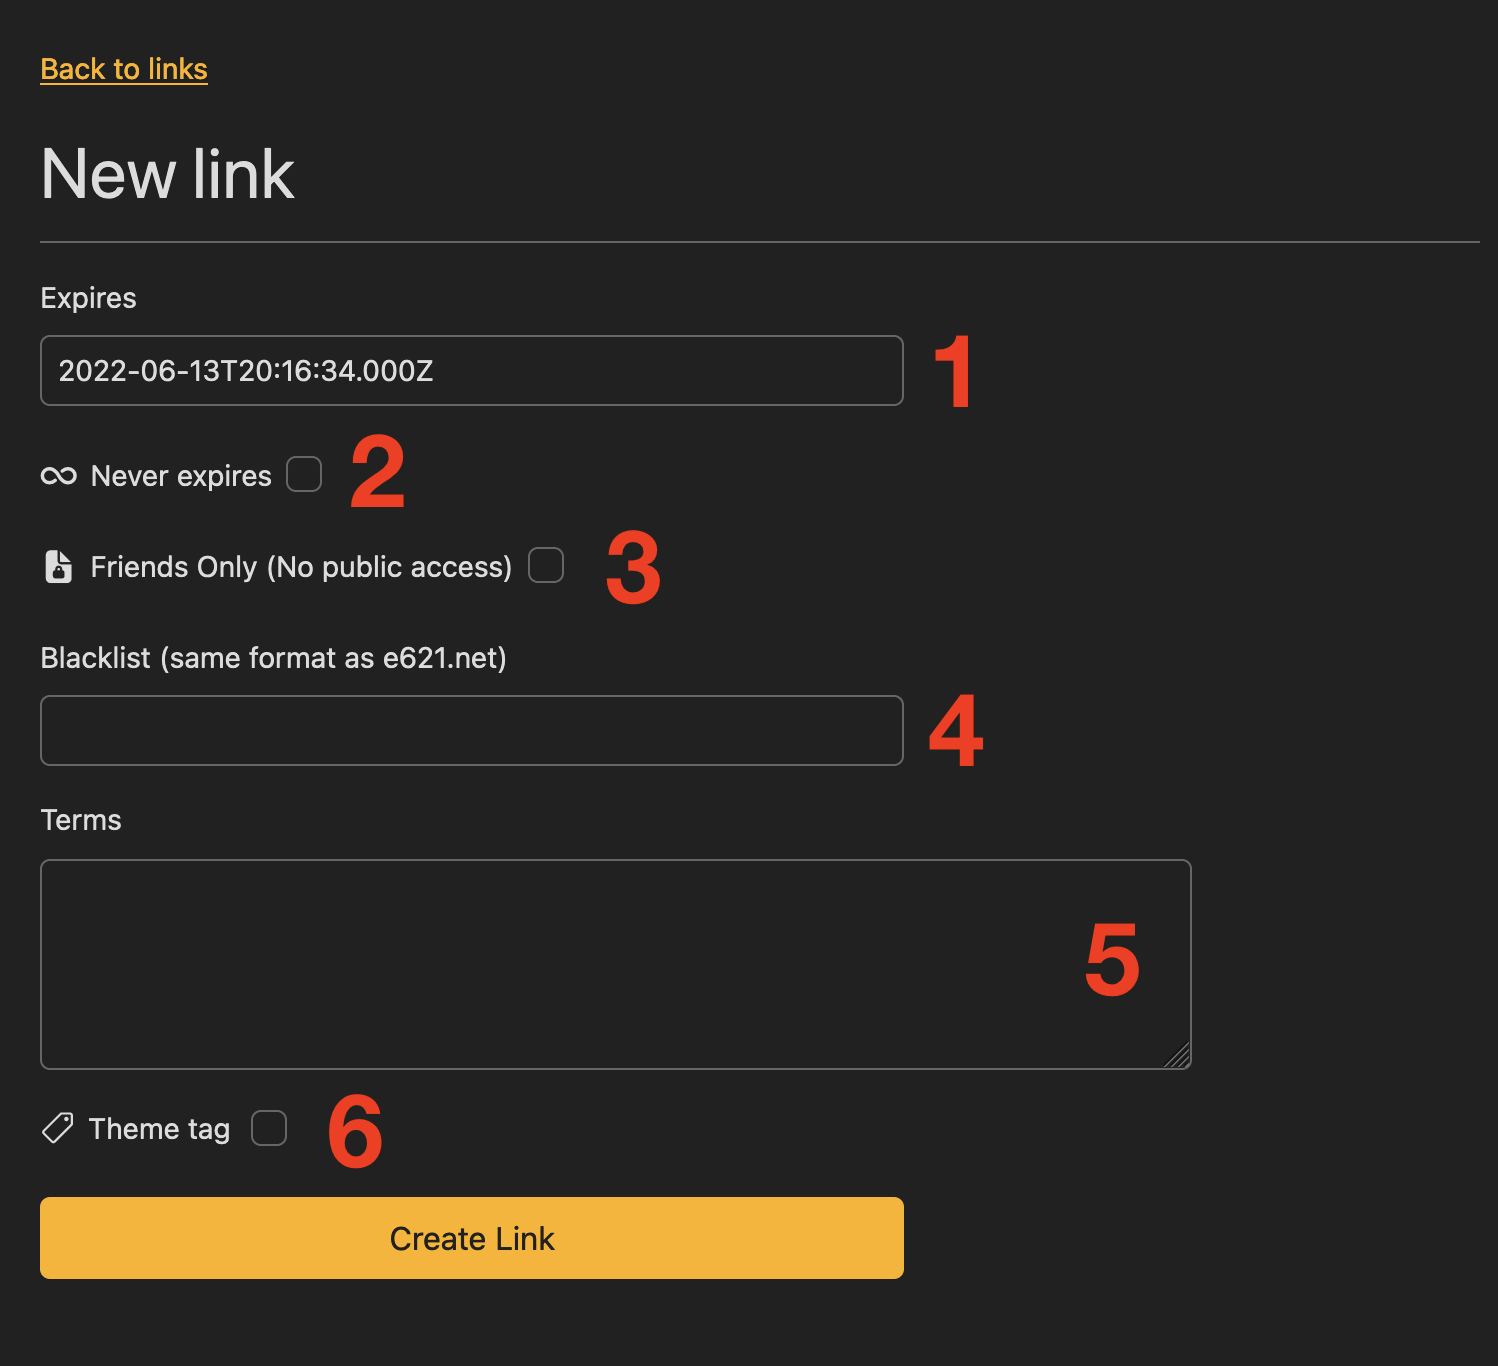 Back to links
New link
Expires
2022-06-13T20:16:34.000Z 1
Never expires 2
Friends Only (No public access) 3
Blacklist (same format as e621.net)
4
Terms
5
Theme tag 6
Create Link